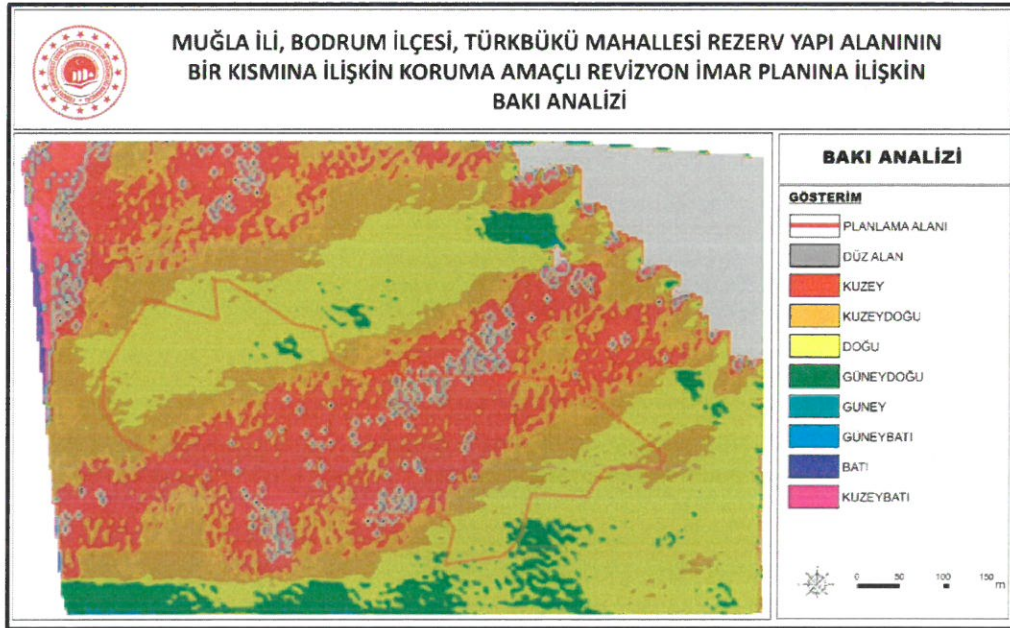 MUĞLA İLİ, BODRUM İLÇESİ, TÜRKBÜKÜ MAHALLESİ REZERV YAPI ALANININ
BİR KISMINA İLİŞKİN KORUMA AMAÇLI REVİZYON İMAR PLANINA İLİŞKİN
BAKI ANALİZİ
BAKI ANALİZİ
GÖSTERİM
PLANLAMA ALANI
DÜZ ALAN
KUZEY
KUZEYDOĞU
DOĞU
GÜNEYDOĞU
GUNEY
GÜNEYBATI
BATI
KUZEYBATI
0 50 100 150
m